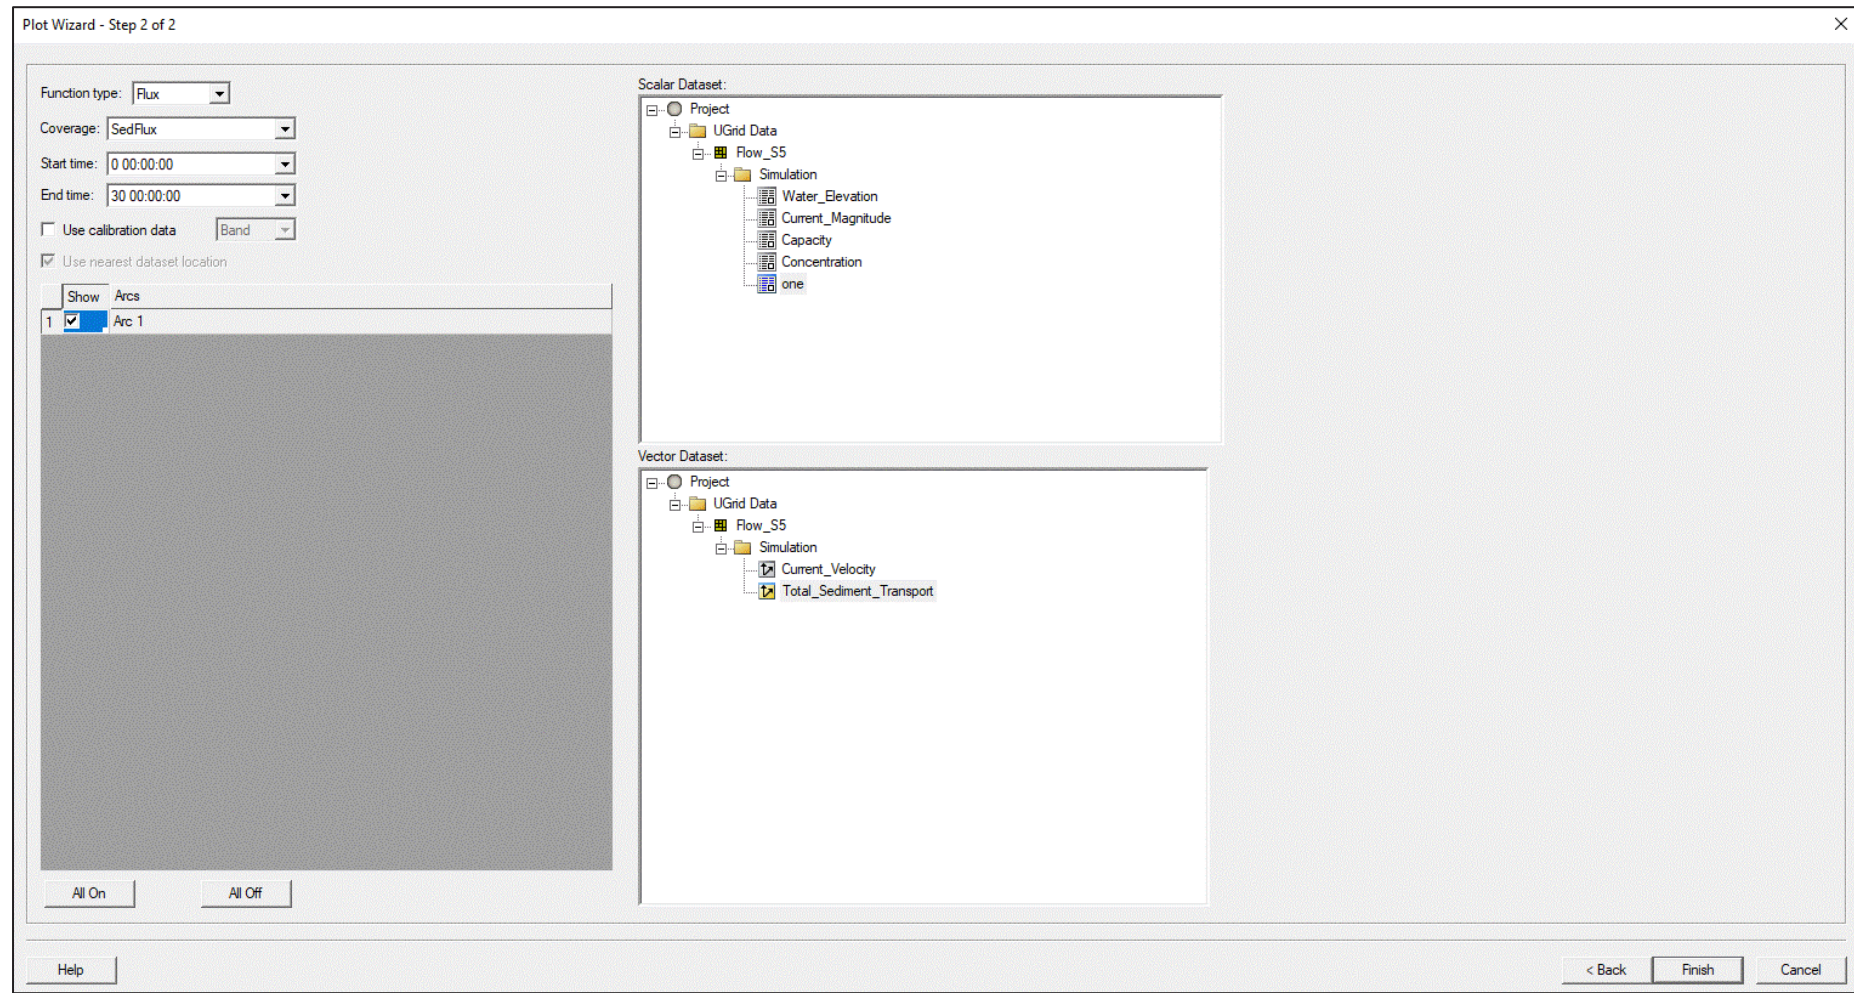 Plot Wizard - Step 2 of 2
Function type: Flux
Coverage: SedFlux
Start time: 0 00:00:00
End time: 30 00:00:00
Use calibration data Band
Use nearest dataset location
Show Arcs
1 Arc 1
All On All Off
Scalar Dataset:
Project
UGrid Data
Flow_S5
Simulation
Water_Elevation
Current_Magnitude
Capacity
Concentration
one
Vector Dataset:
Project
UGrid Data
Flow_S5
Simulation
Current_Velocity
Total_Sediment_Transport
Help < Back Finish Cancel